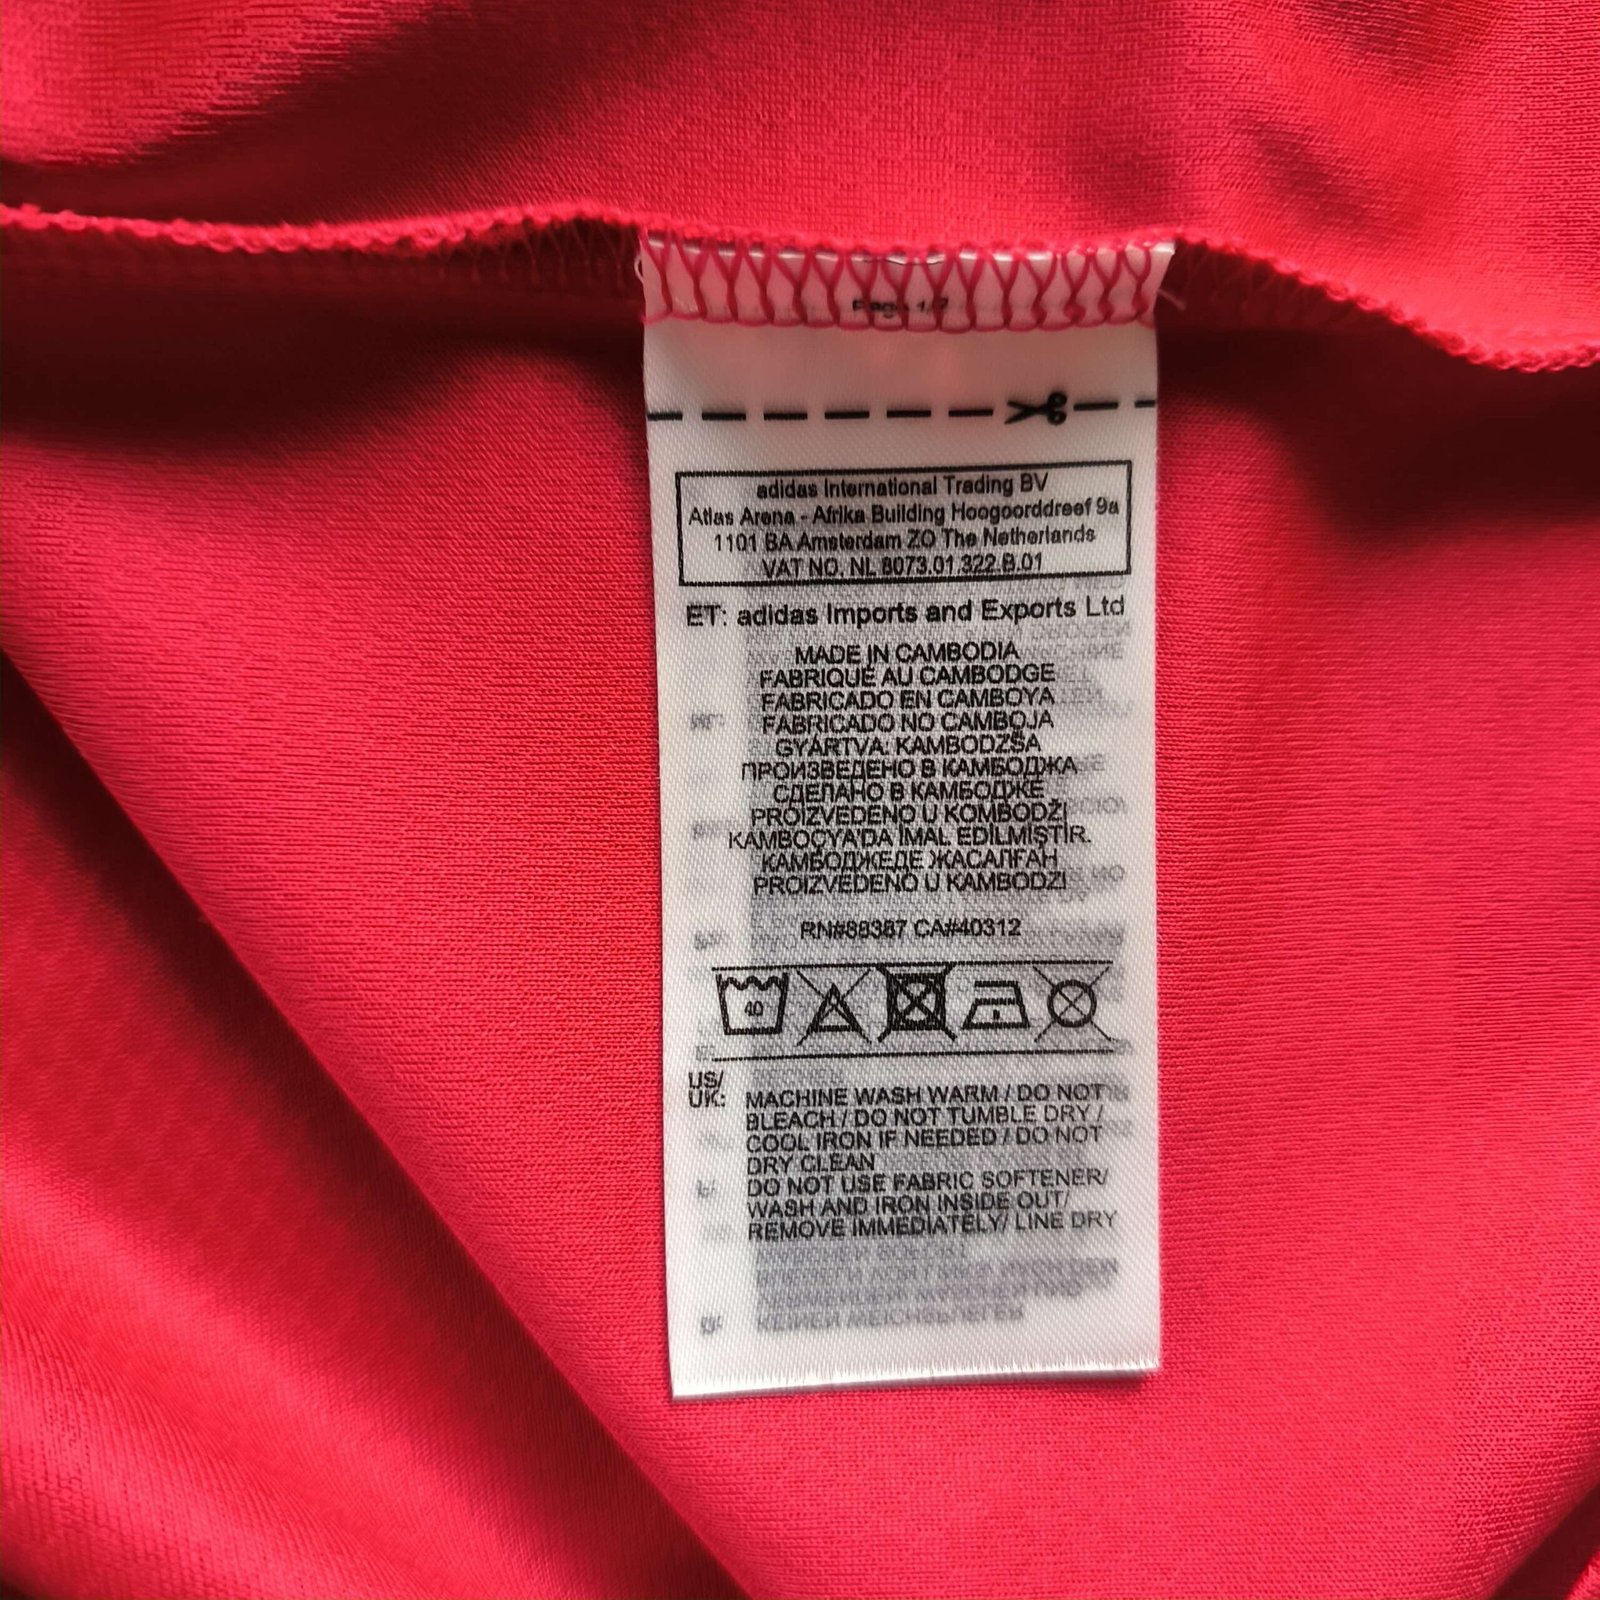 adidas International Trading BV
Atlas Arena - Afrika Building Hoogoorddreef 9a
1101 BA Amsterdam ZO The Netherlands
VAT NO. NL 8073.01.322.B.01
ET: adidas Imports and Exports Ltd
MADE IN CAMBODIA
FABRIQUÉ AU CAMBODGE
FABRICADO EN CAMBOYA
FABRICADO NO CAMBOJA
GYÁRTVA: KAMBODZSA
ПРОИЗВЕДЕНО В КАМБОДЖА
СДЕЛАНО В КАМБОДЖЕ
PROIZVEDENO U KOMBODŽI
KAMBOÇYA'DA İMAL EDİLMİŞTİR.
КАМБОДЖЕДЕ ЖАСАЛҒАН
PROIZVEDENO U KAMBODŽI
RN#88387 CA#40312
40
US/
UK: MACHINE WASH WARM / DO NOT
BLEACH / DO NOT TUMBLE DRY /
COOL IRON IF NEEDED / DO NOT
DRY CLEAN
DO NOT USE FABRIC SOFTENER/
WASH AND IRON INSIDE OUT/
REMOVE IMMEDIATELY/ LINE DRY